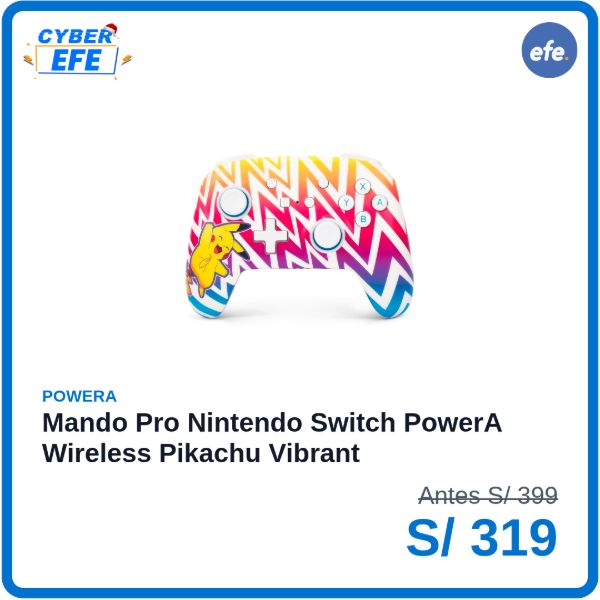 CYBER
EFE
efe.
X
Y
A
B
POWERA
Mando Pro Nintendo Switch PowerA
Wireless Pikachu Vibrant
Antes S/ 399
S/ 319